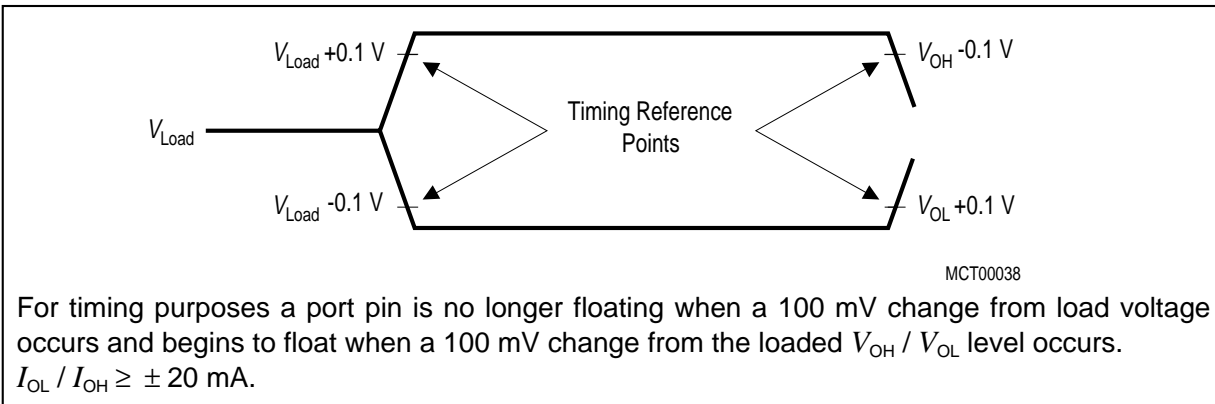 V_Load +0.1 V
V_OH -0.1 V
V_Load
Timing Reference
Points
V_Load -0.1 V
V_OL +0.1 V
MCT00038
For timing purposes a port pin is no longer floating when a 100 mV change from load voltage
occurs and begins to float when a 100 mV change from the loaded V_OH / V_OL level occurs.
I_OL / I_OH ≥ ± 20 mA.